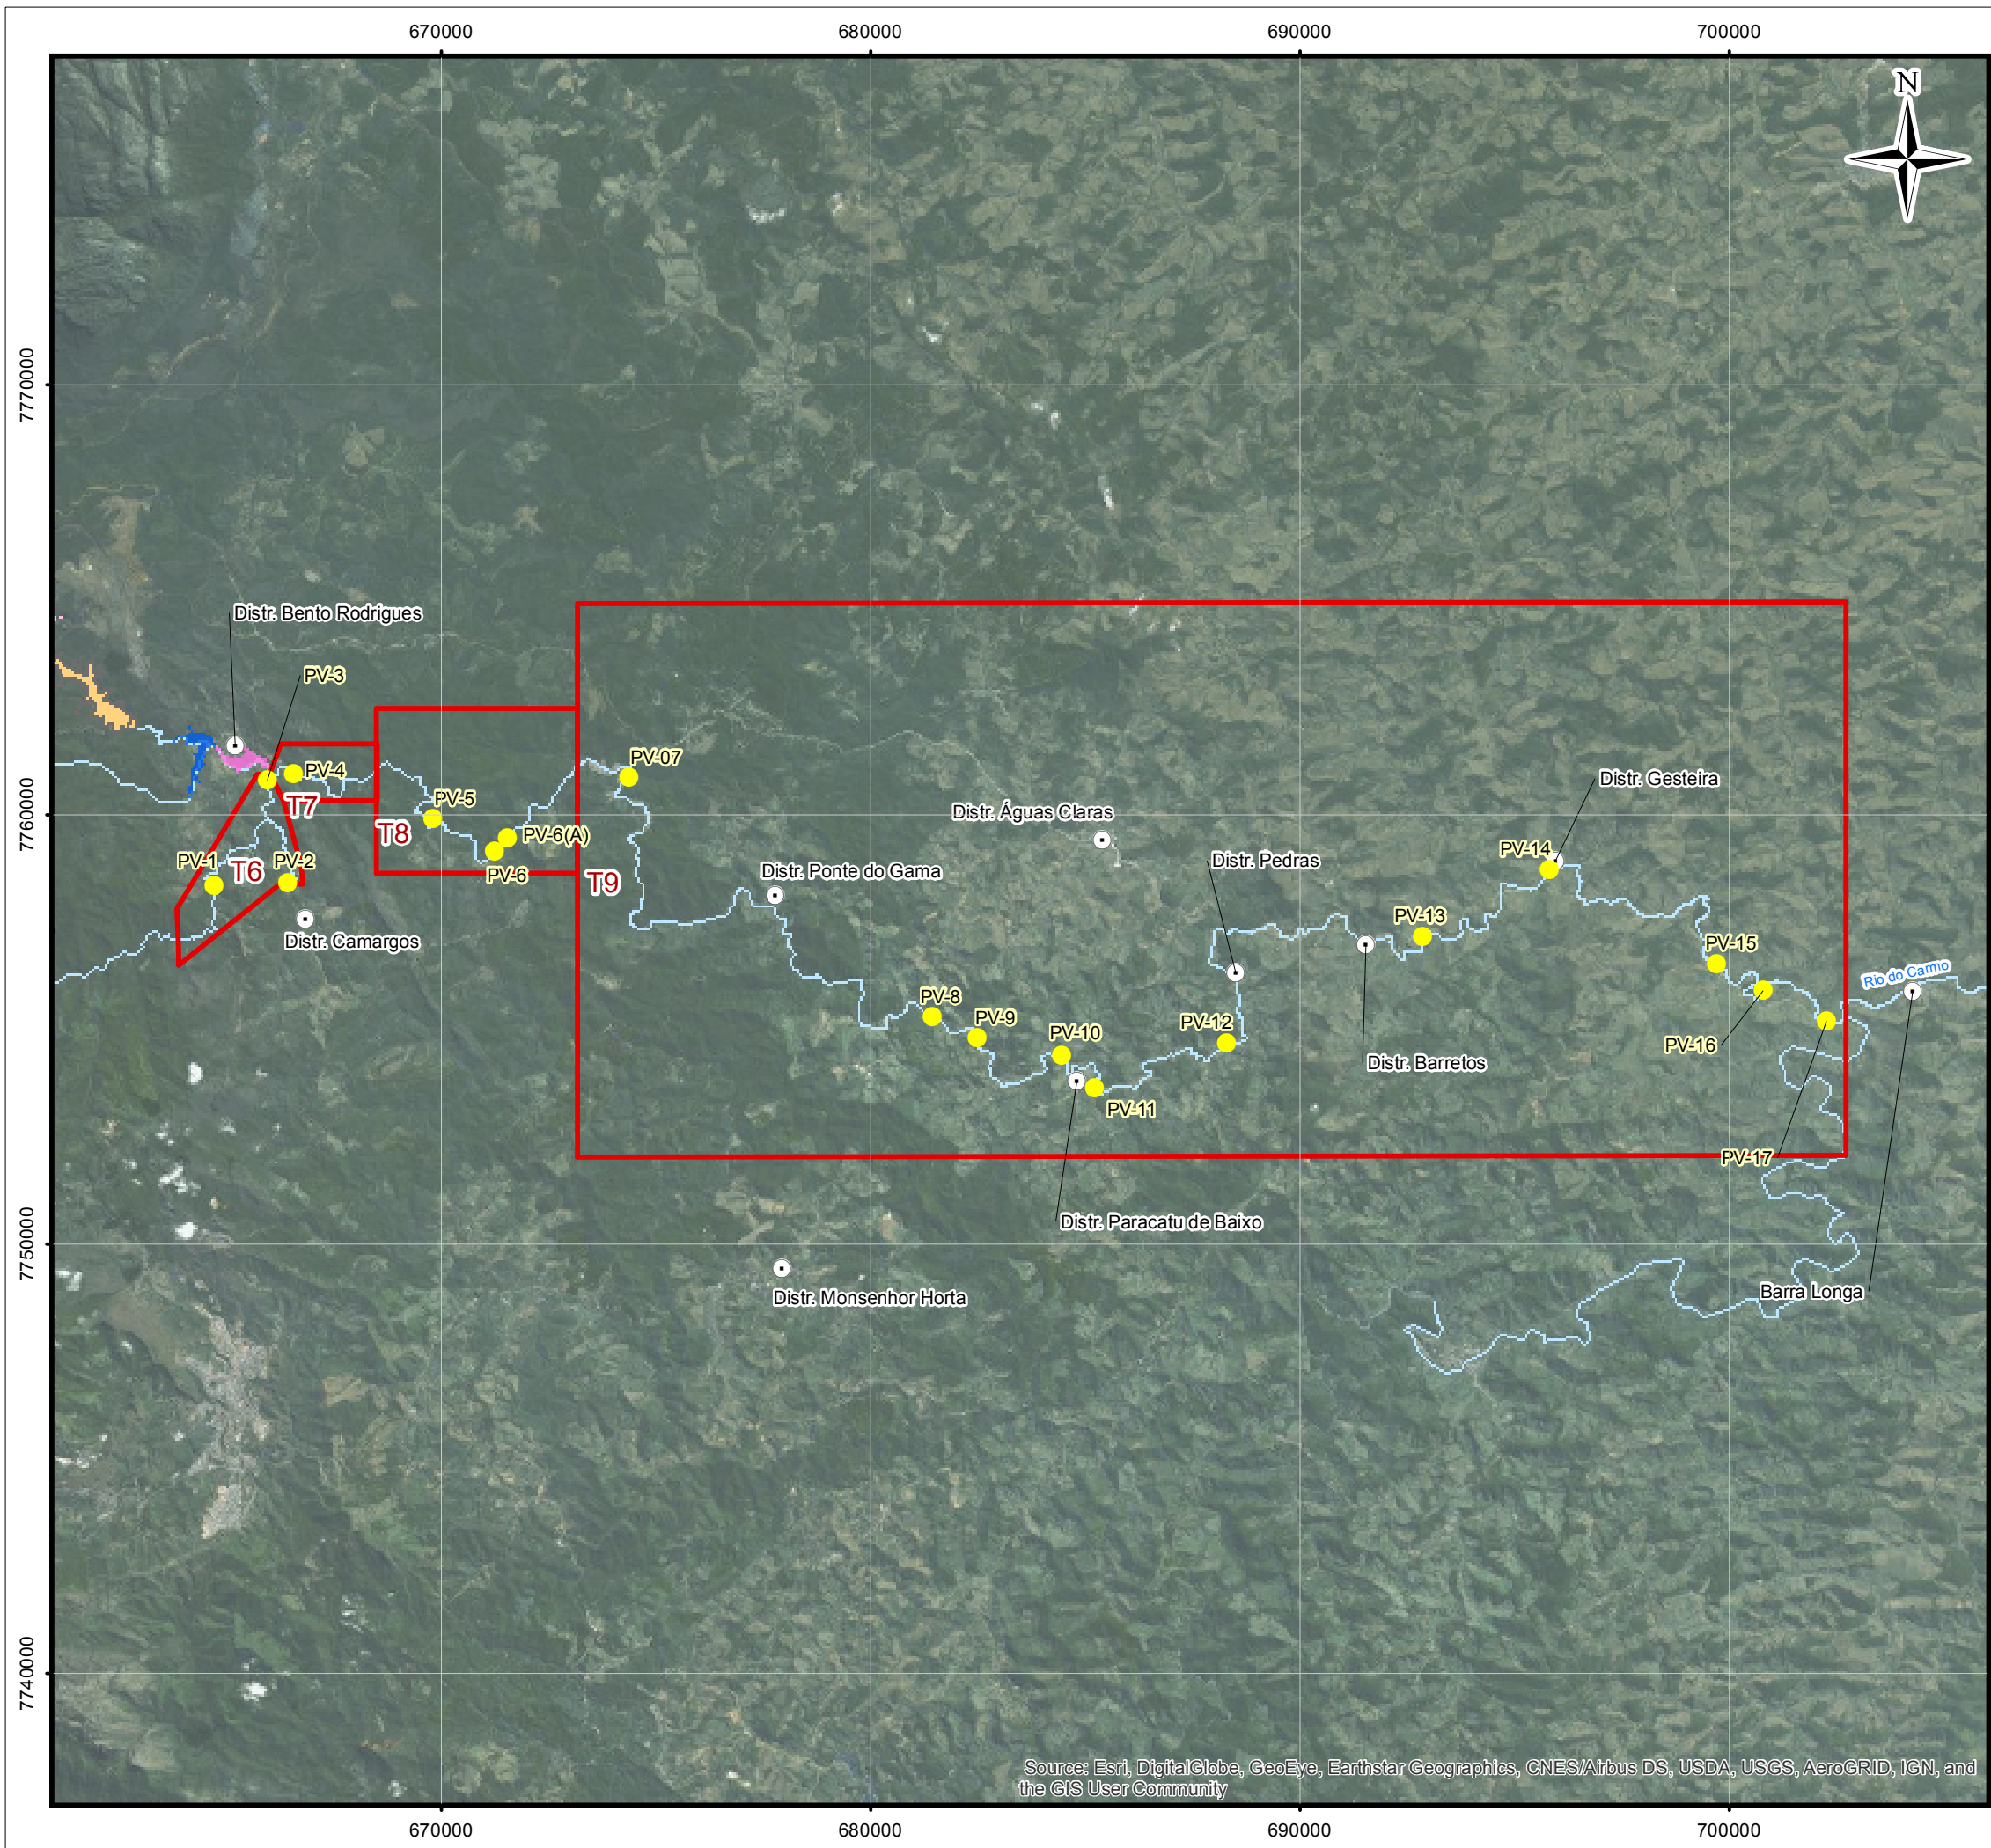 670000
680000
690000
700000
N
7770000
Distr. Bento Rodrigues
PV-3
PV-07
PV-4
Distr. Gesteira
T7
PV-5
T8
PV-6(A)
Distr. Águas Claras
7760000
PV-1
T6
PV-2
PV-6
T9
Distr. Ponte do Gama
Distr. Pedras
PV-14
Distr. Camargos
PV-13
PV-15
Rio do Carmo
PV-8
PV-9
PV-10
PV-12
PV-16
Distr. Barretos
PV-11
PV-17
Distr. Paracatu de Baixo
7750000
Distr. Monsenhor Horta
Barra Longa
7740000
Source: Esri, DigitalGlobe, GeoEye, Earthstar Geographics, CNES/Airbus DS, USDA, USGS, AeroGRID, IGN, and
the GIS User Community
670000
680000
690000
700000